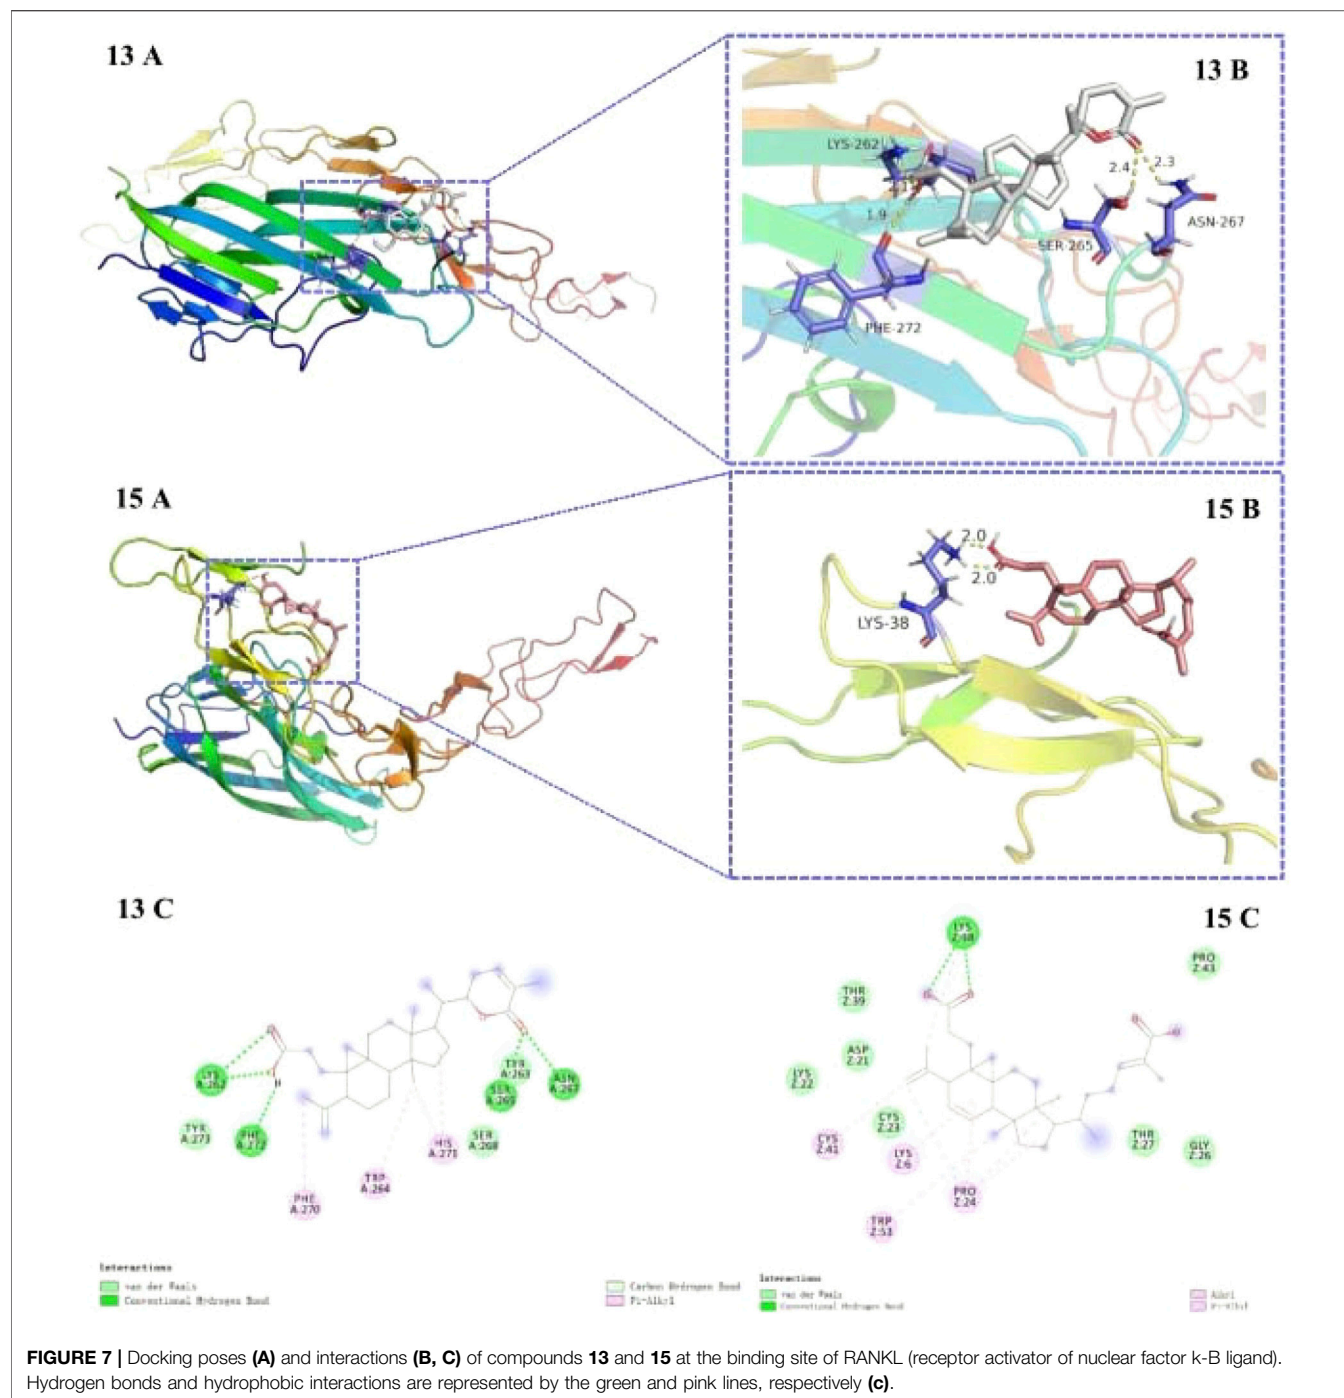 13 A
13 B
LYS-262
2.1
1.9
2.4
2.3
SER-265
ASN-267
PHE-272
15 A
15 B
2.0
2.0
LYS-38
13 C
15 C
LYS
A:262
TYR
A:273
PHE
A:272
PHE
A:270
TRP
A:264
HIS
A:271
SER
A:268
TYR
A:263
SER
A:265
ASN
A:267
O
H
O
O
LYS
THR
Z:39
ASP
Z:21
LYS
Z:22
CYS
Z:23
CYS
Z:41
LYS
Z:6
TRP
Z:53
PRO
Z:24
THR
Z:27
GLY
Z:26
PRO
Z:43
Interactions
van der Waals
Conventional Hydrogen Bond
Carbon Hydrogen Bond
Pi-Alkyl
Interactions
van der Waals
Conventional Hydrogen Bond
Alkyl
Pi-Alkyl
FIGURE 7 | Docking poses (A) and interactions (B, C) of compounds 13 and 15 at the binding site of RANKL (receptor activator of nuclear factor k-B ligand).
Hydrogen bonds and hydrophobic interactions are represented by the green and pink lines, respectively (c).